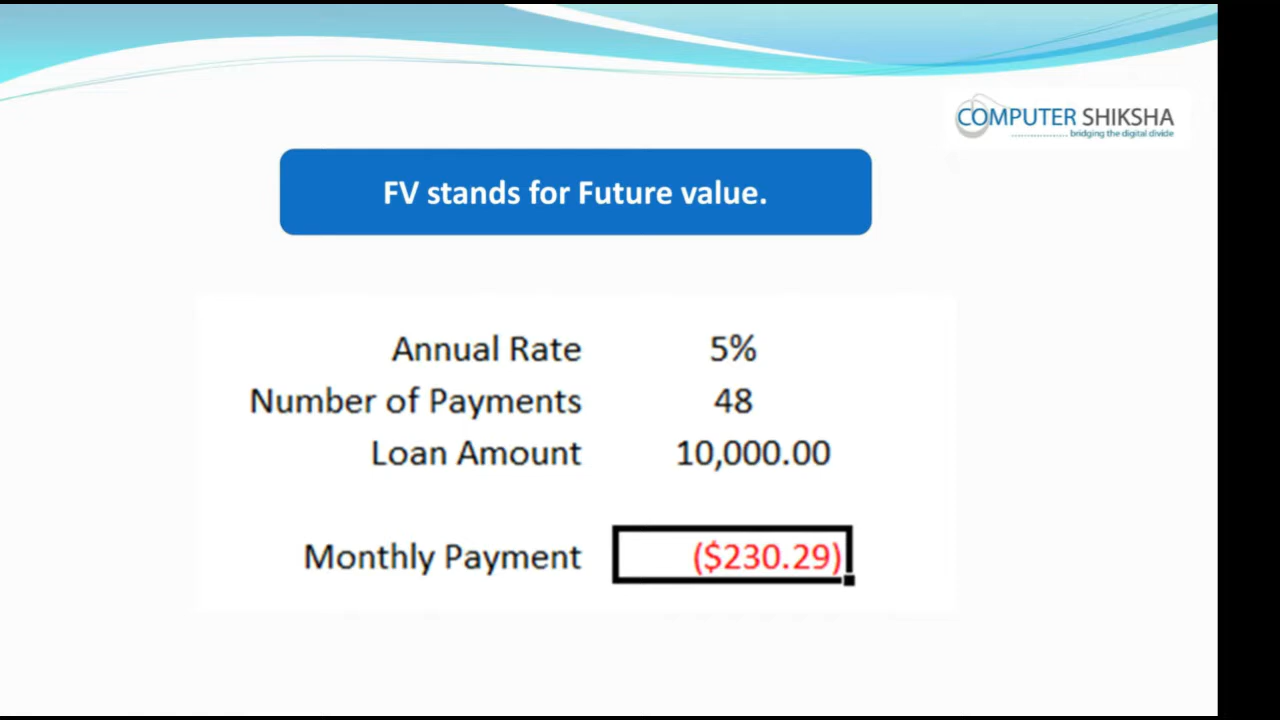 COMPUTER SHIKSHA
bridging the digital divide
FV stands for Future value.
Annual Rate 5%
Number of Payments 48
Loan Amount 10,000.00
Monthly Payment ($230.29)